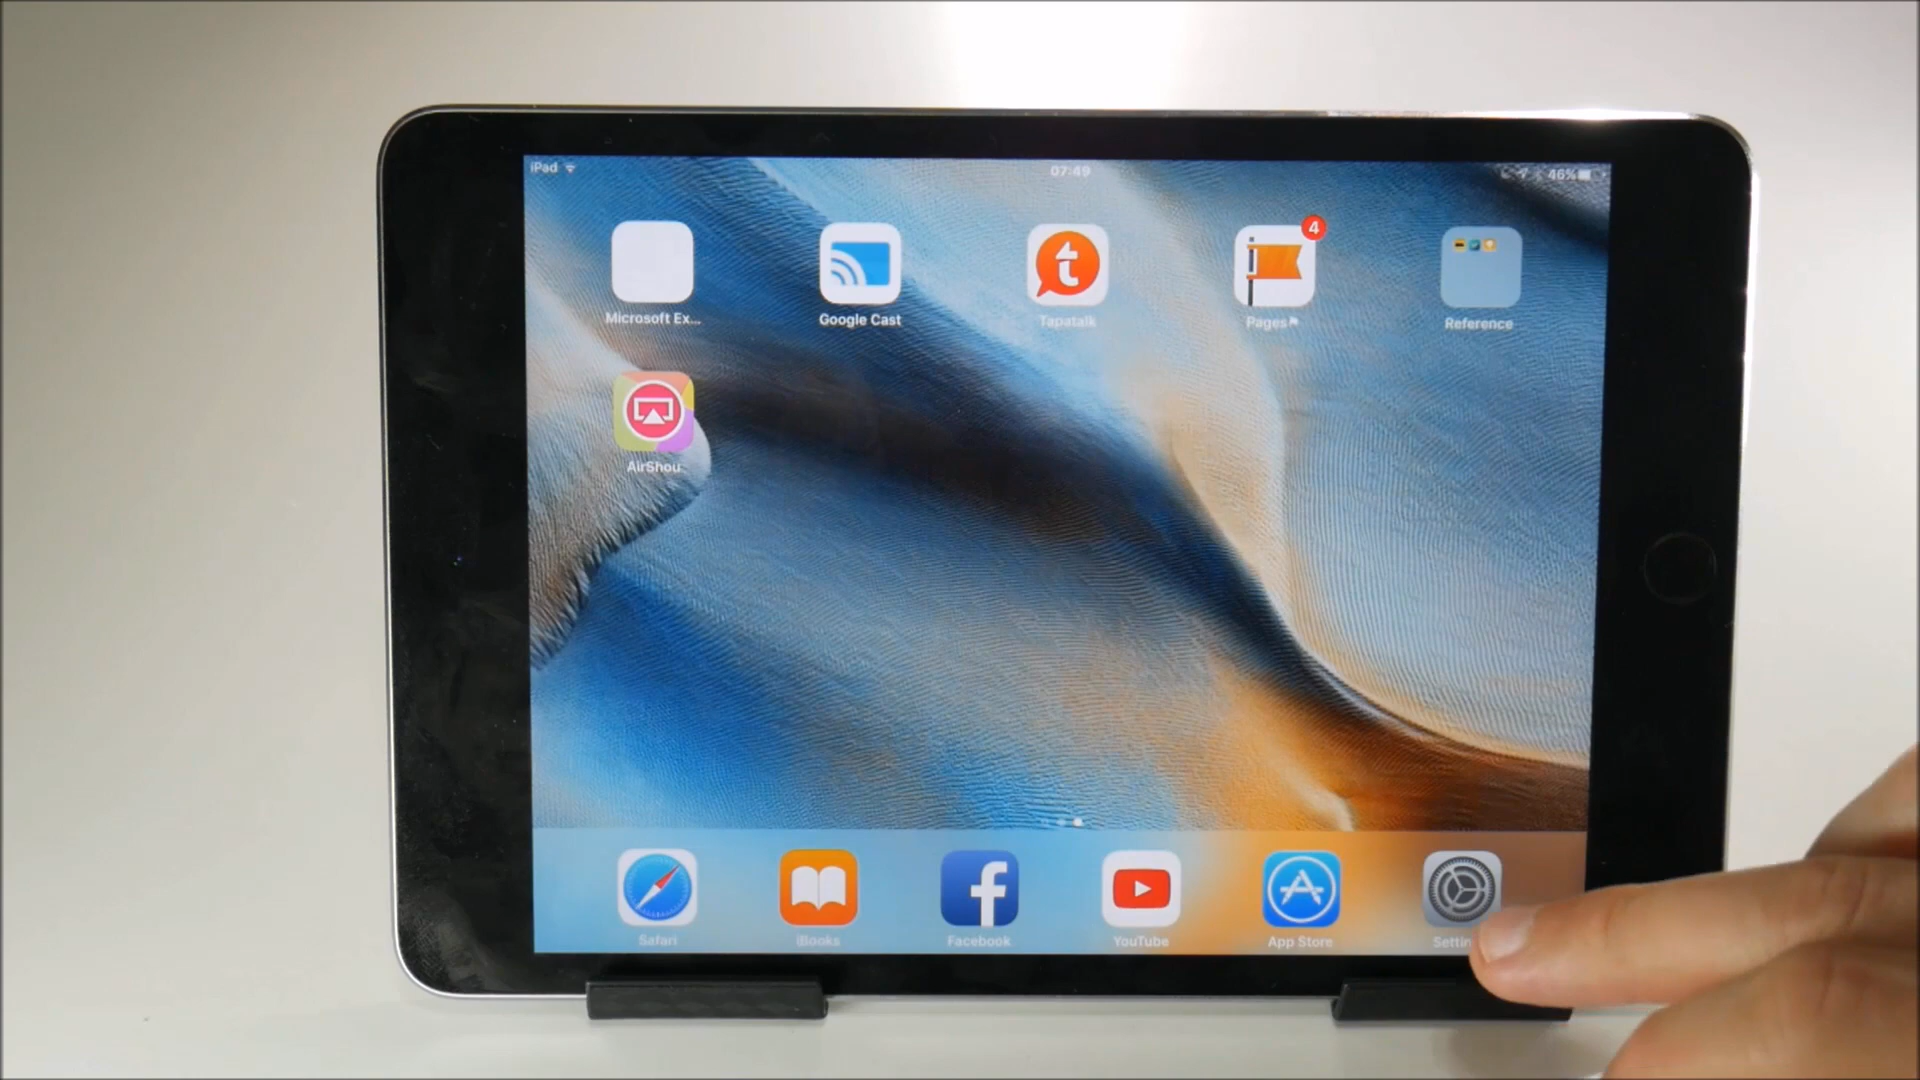 iPad
07:49
46%
4
Microsoft Ex...
Google Cast
Tapatalk
Pages
Reference
AirShou
Safari
iBooks
Facebook
YouTube
App Store
Settin